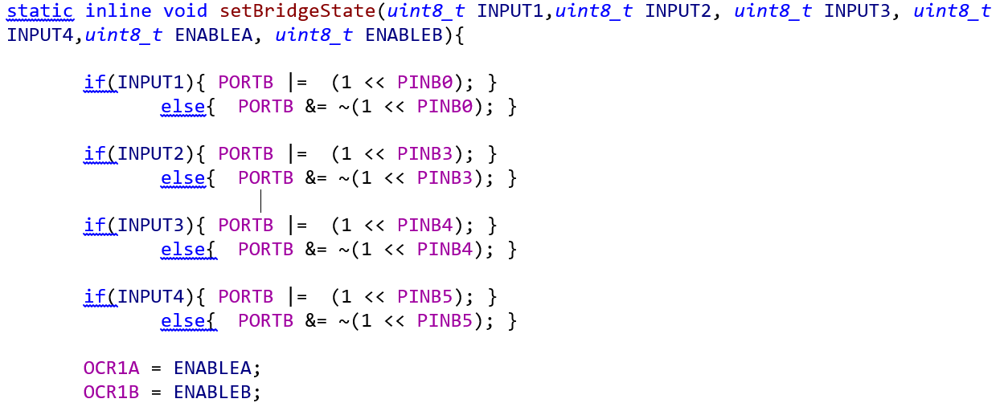 static inline void setBridgeState(uint8_t INPUT1,uint8_t INPUT2, uint8_t INPUT3, uint8_t
INPUT4,uint8_t ENABLEA, uint8_t ENABLEB){
if(INPUT1){ PORTB |=  (1 << PINB0); }
else{  PORTB &= ~(1 << PINB0); }
if(INPUT2){ PORTB |=  (1 << PINB3); }
else{  PORTB &= ~(1 << PINB3); }
if(INPUT3){ PORTB |=  (1 << PINB4); }
else{  PORTB &= ~(1 << PINB4); }
if(INPUT4){ PORTB |=  (1 << PINB5); }
else{  PORTB &= ~(1 << PINB5); }
OCR1A = ENABLEA;
OCR1B = ENABLEB;